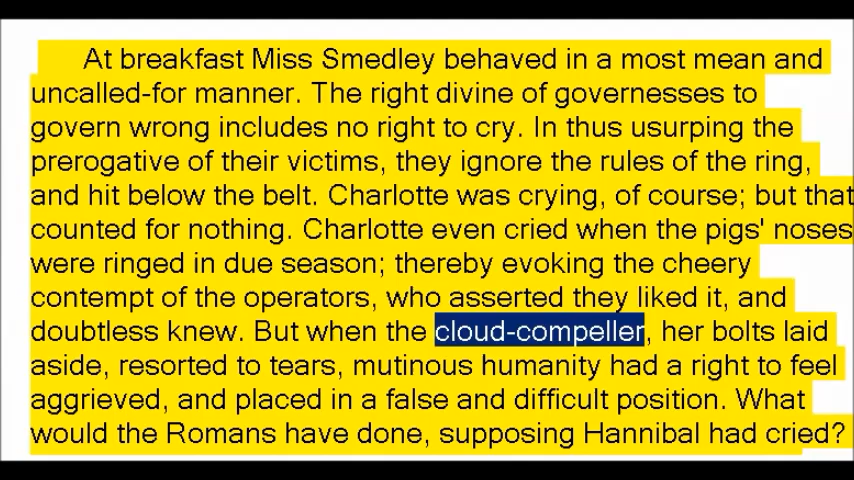 At breakfast Miss Smedley behaved in a most mean and
uncalled-for manner. The right divine of governesses to
govern wrong includes no right to cry. In thus usurping the
prerogative of their victims, they ignore the rules of the ring,
and hit below the belt. Charlotte was crying, of course; but that
counted for nothing. Charlotte even cried when the pigs' noses
were ringed in due season; thereby evoking the cheery
contempt of the operators, who asserted they liked it, and
doubtless knew. But when the cloud-compeller, her bolts laid
aside, resorted to tears, mutinous humanity had a right to feel
aggrieved, and placed in a false and difficult position. What
would the Romans have done, supposing Hannibal had cried?